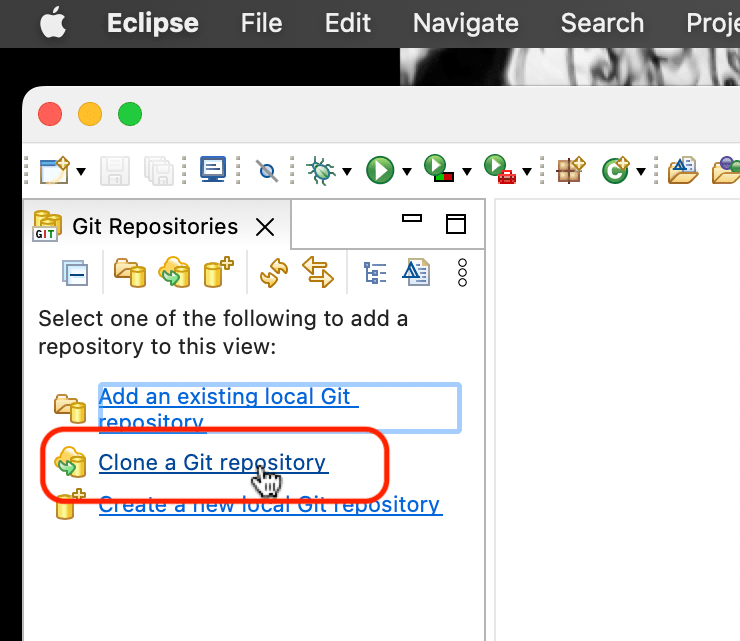 Eclipse File Edit Navigate Search Proje
GIT Git Repositories
Select one of the following to add a
repository to this view:
Add an existing local Git
repository
Clone a Git repository
Create a new local Git repository